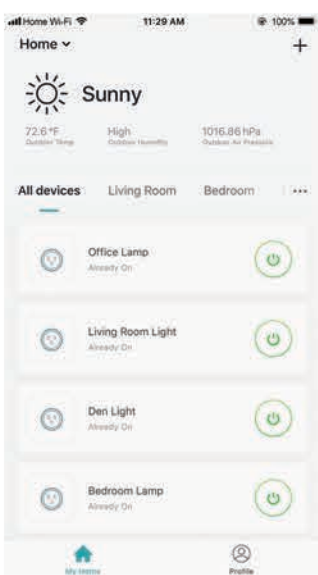 Home Wi-Fi 11:29 AM 100%
Home
Sunny
72.6 °F High 1016.86 hPa
Outdoor Temp Outdoor Humidity Outdoor Air Pressure
All devices Living Room Bedroom ...
Office Lamp
Already On
Living Room Light
Already On
Den Light
Already On
Bedroom Lamp
Already On
My Home Profile